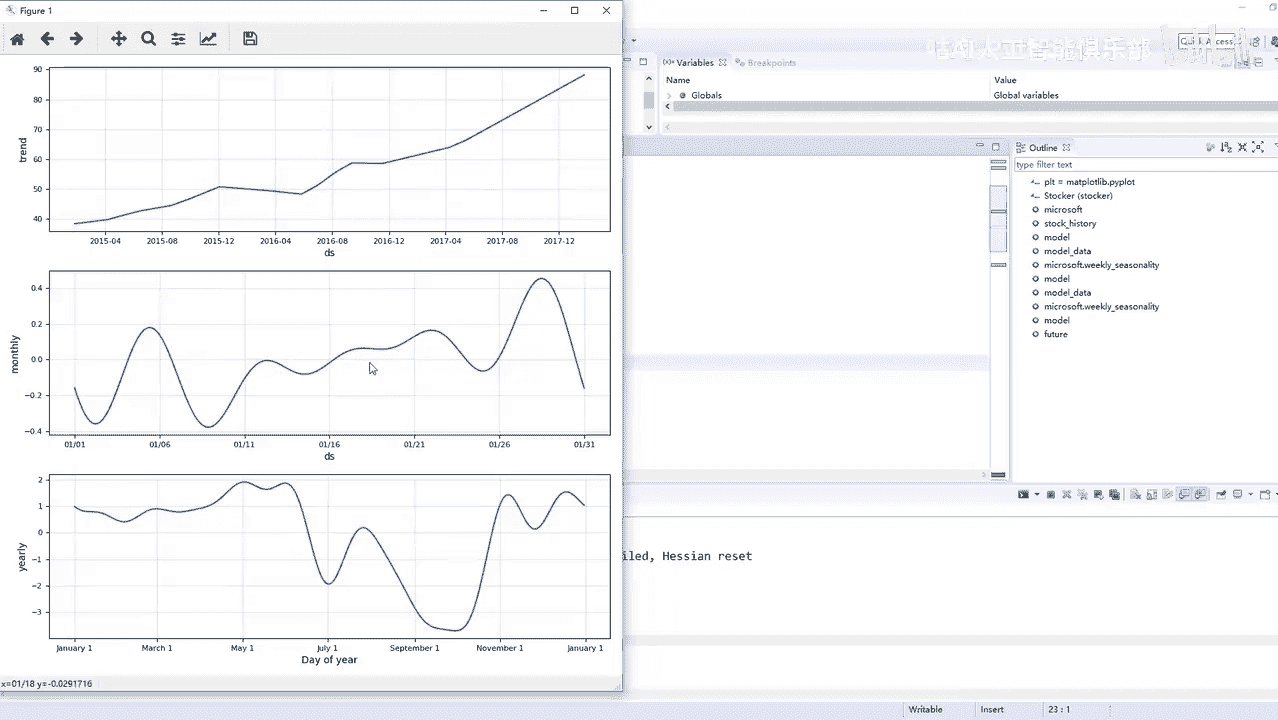 Figure 1
90
80
70
60
50
40
trend
2015-04 2015-08 2015-12 2016-04 2016-08 2016-12 2017-04 2017-08 2017-12
ds
0.4
0.2
0.0
−0.2
−0.4
monthly
01/01 01/06 01/11 01/16 01/21 01/26 01/31
ds
2
1
0
−1
−2
−3
yearly
January 1 March 1 May 1 July 1 September 1 November 1 January 1
Day of year
x=01/18 y=-0.0291716
Quick Access
(x)= Variables Breakpoints
Name Value
Globals Global variables
Outline
type filter text
plt = matplotlib.pyplot
Stocker (stocker)
microsoft
stock_history
model
model_data
microsoft.weekly_seasonality
model
model_data
microsoft.weekly_seasonality
model
future
iled, Hessian reset
Writable Insert 23 : 1